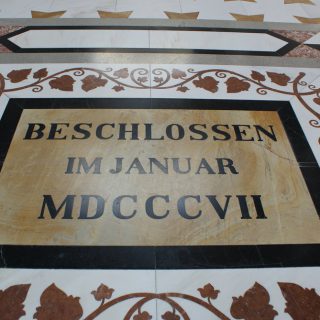 BESCHLOSSEN
IM JANUAR
MDCCCVII